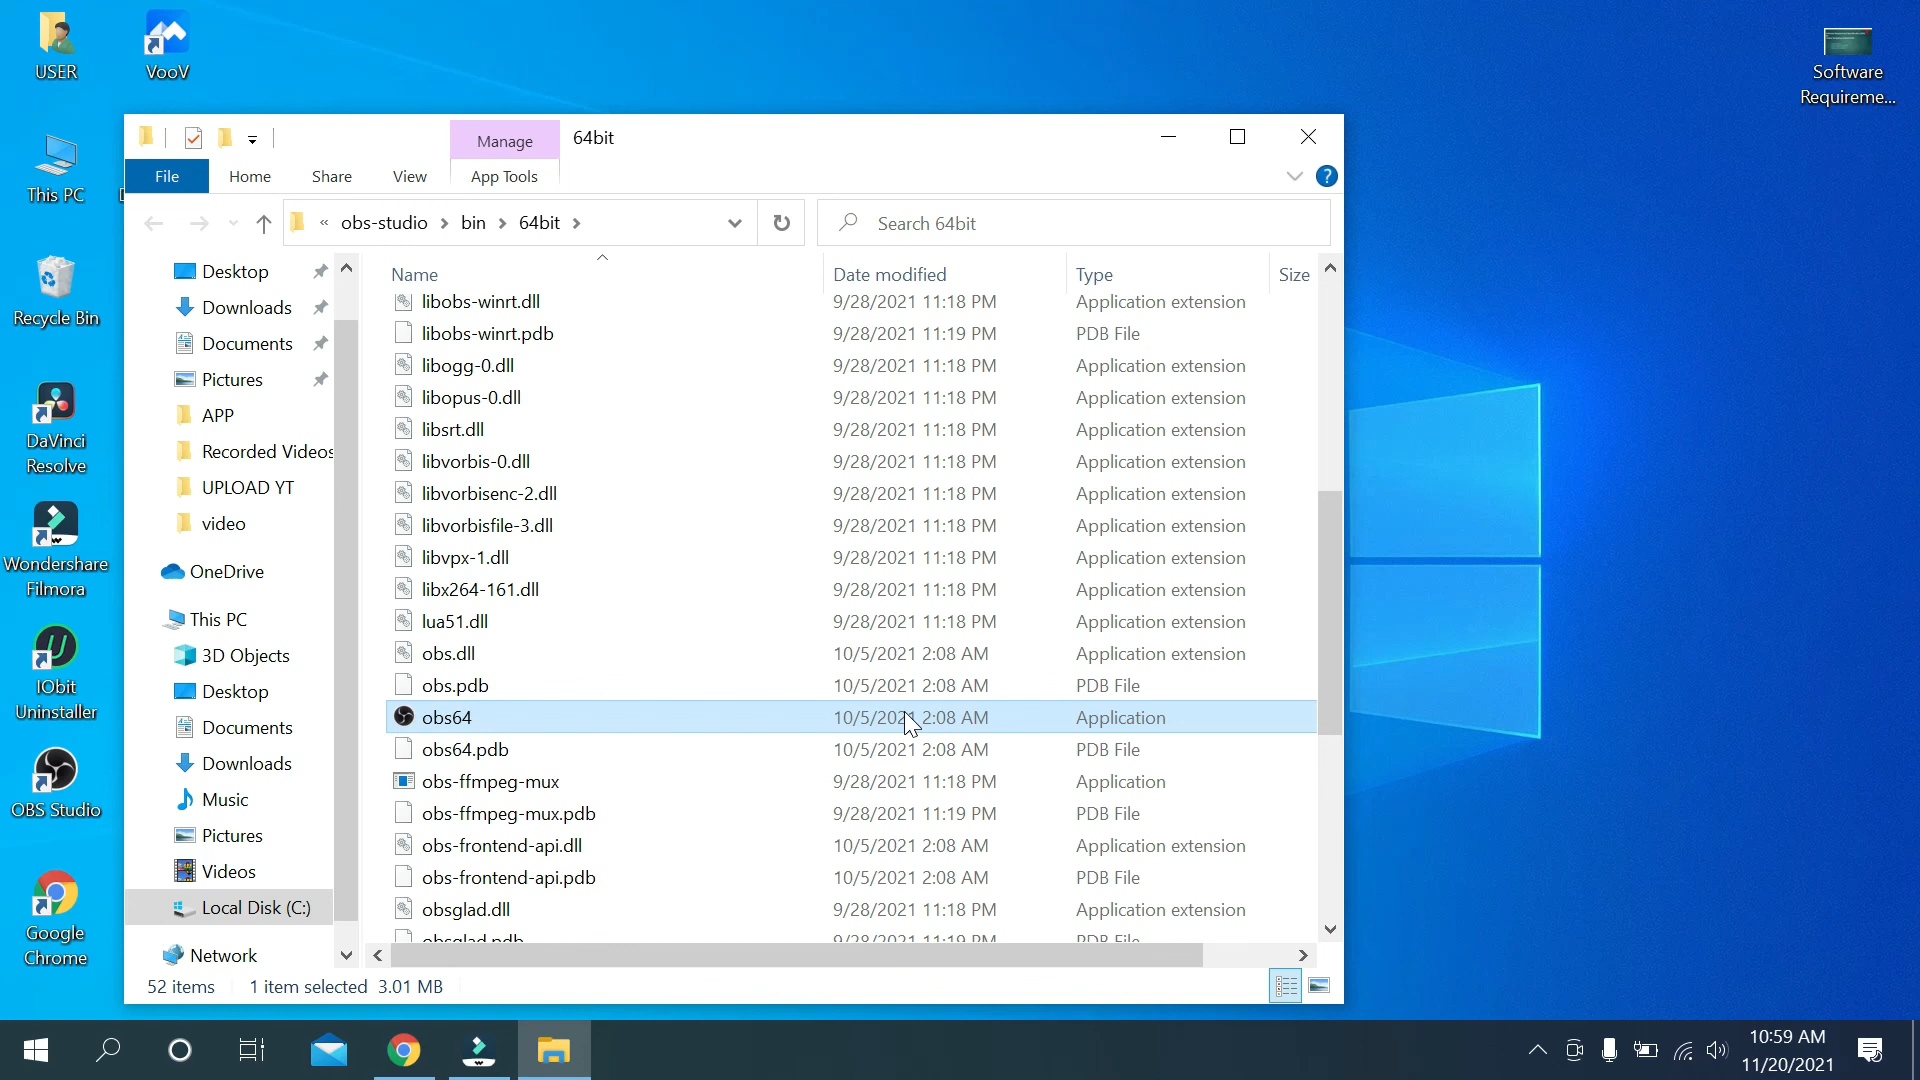 USER
VooV
Software
Requireme...
This PC
Recycle Bin
DaVinci
Resolve
Wondershare
Filmora
IObit
Uninstaller
OBS Studio
Google
Chrome
Manage
64bit
File
Home
Share
View
App Tools
?
« obs-studio > bin > 64bit >
Search 64bit
Desktop
Downloads
Documents
Pictures
APP
Recorded Videos
UPLOAD YT
video
OneDrive
This PC
3D Objects
Desktop
Documents
Downloads
Music
Pictures
Videos
Local Disk (C:)
Network
Name Date modified Type Size
libobs-winrt.dll 9/28/2021 11:18 PM Application extension
libobs-winrt.pdb 9/28/2021 11:19 PM PDB File
libogg-0.dll 9/28/2021 11:18 PM Application extension
libopus-0.dll 9/28/2021 11:18 PM Application extension
libsrt.dll 9/28/2021 11:18 PM Application extension
libvorbis-0.dll 9/28/2021 11:18 PM Application extension
libvorbisenc-2.dll 9/28/2021 11:18 PM Application extension
libvorbisfile-3.dll 9/28/2021 11:18 PM Application extension
libvpx-1.dll 9/28/2021 11:18 PM Application extension
libx264-161.dll 9/28/2021 11:18 PM Application extension
lua51.dll 9/28/2021 11:18 PM Application extension
obs.dll 10/5/2021 2:08 AM Application extension
obs.pdb 10/5/2021 2:08 AM PDB File
obs64 10/5/2021 2:08 AM Application
obs64.pdb 10/5/2021 2:08 AM PDB File
obs-ffmpeg-mux 9/28/2021 11:18 PM Application
obs-ffmpeg-mux.pdb 9/28/2021 11:19 PM PDB File
obs-frontend-api.dll 10/5/2021 2:08 AM Application extension
obs-frontend-api.pdb 10/5/2021 2:08 AM PDB File
obsglad.dll 9/28/2021 11:18 PM Application extension
obsglad.pdb 9/28/2021 11:19 PM PDB File
52 items 1 item selected 3.01 MB
10:59 AM
11/20/2021